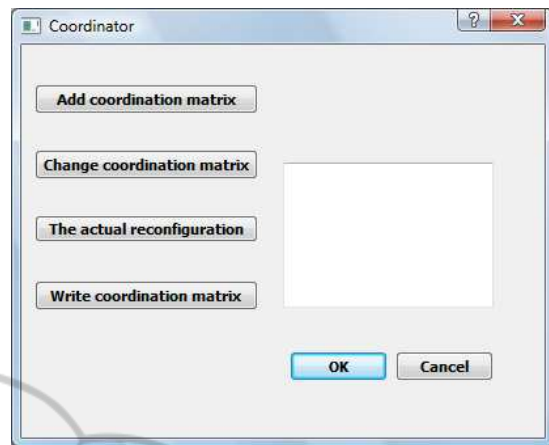 Coordinator
?
Add coordination matrix
Change coordination matrix
The actual reconfiguration
Write coordination matrix
OK Cancel